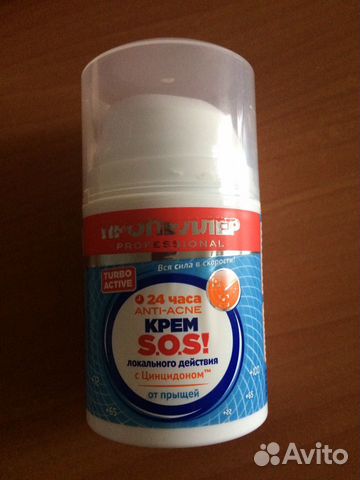 ПРОПЕЛЛЕР
PROFESSIONAL
Вся сила в скорости!
TURBO
ACTIVE
24 часа
ANTI-ACNE
КРЕМ
S.O.S!
локального действия
с Цинцидоном™
от прыщей
Avito